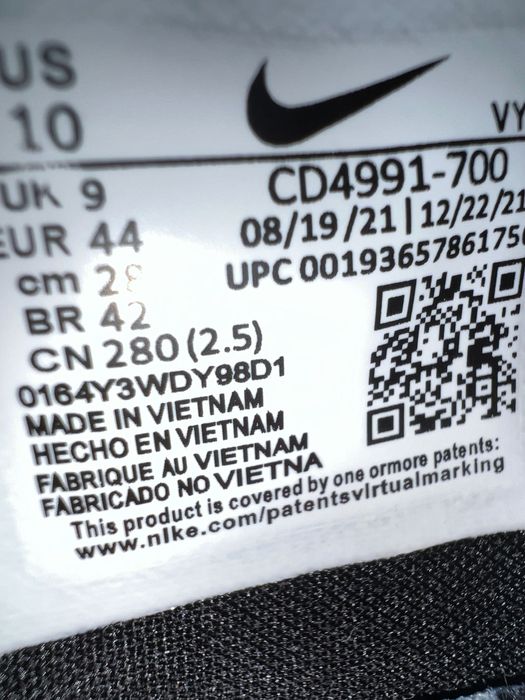 US
10
VY
UK 9
CD4991-700
EUR 44
08/19/21 | 12/22/21
cm 28
UPC 00193657861756
BR 42
CN 280 (2.5)
0164Y3WDY98D1
MADE IN VIETNAM
HECHO EN VIETNAM
FABRIQUE AU VIETNAM
FABRICADO NO VIETNA
This product is covered by one ormore patents:
www.nike.com/patentsvirtualmarking